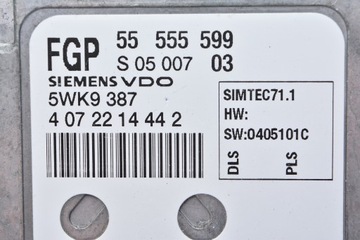 FGP 55 555 599
S 05 007 03
SIEMENS VDO
5WK9 387
4 07 22 14 44 2
SIMTEC71.1
HW:
SW:0405101C
DLS
PLS